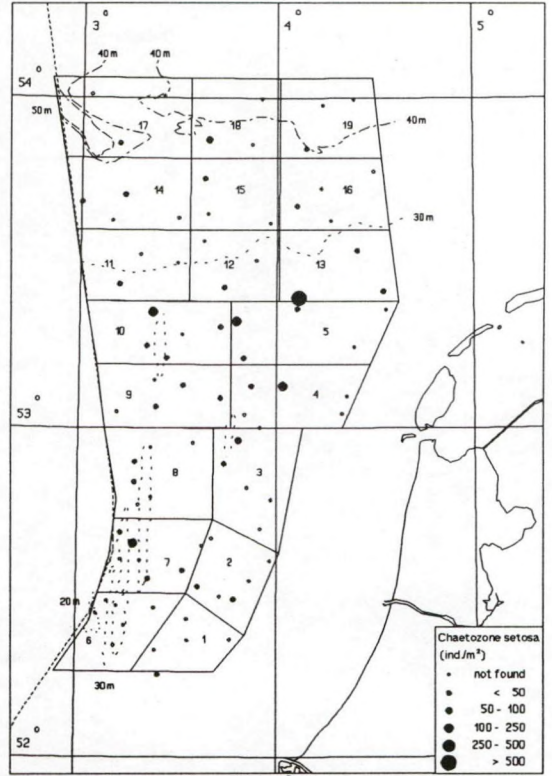 3 4 5
40 m 40 m
54
50 m
17 18 19 40 m
14 15 16
30 m
11 12 13
10 5
9 4
53
8 3
7 2
20 m
6 1
30 m
52
Chaetozone setosa
(ind./m²)
not found
< 50
50 - 100
100 - 250
250 - 500
> 500